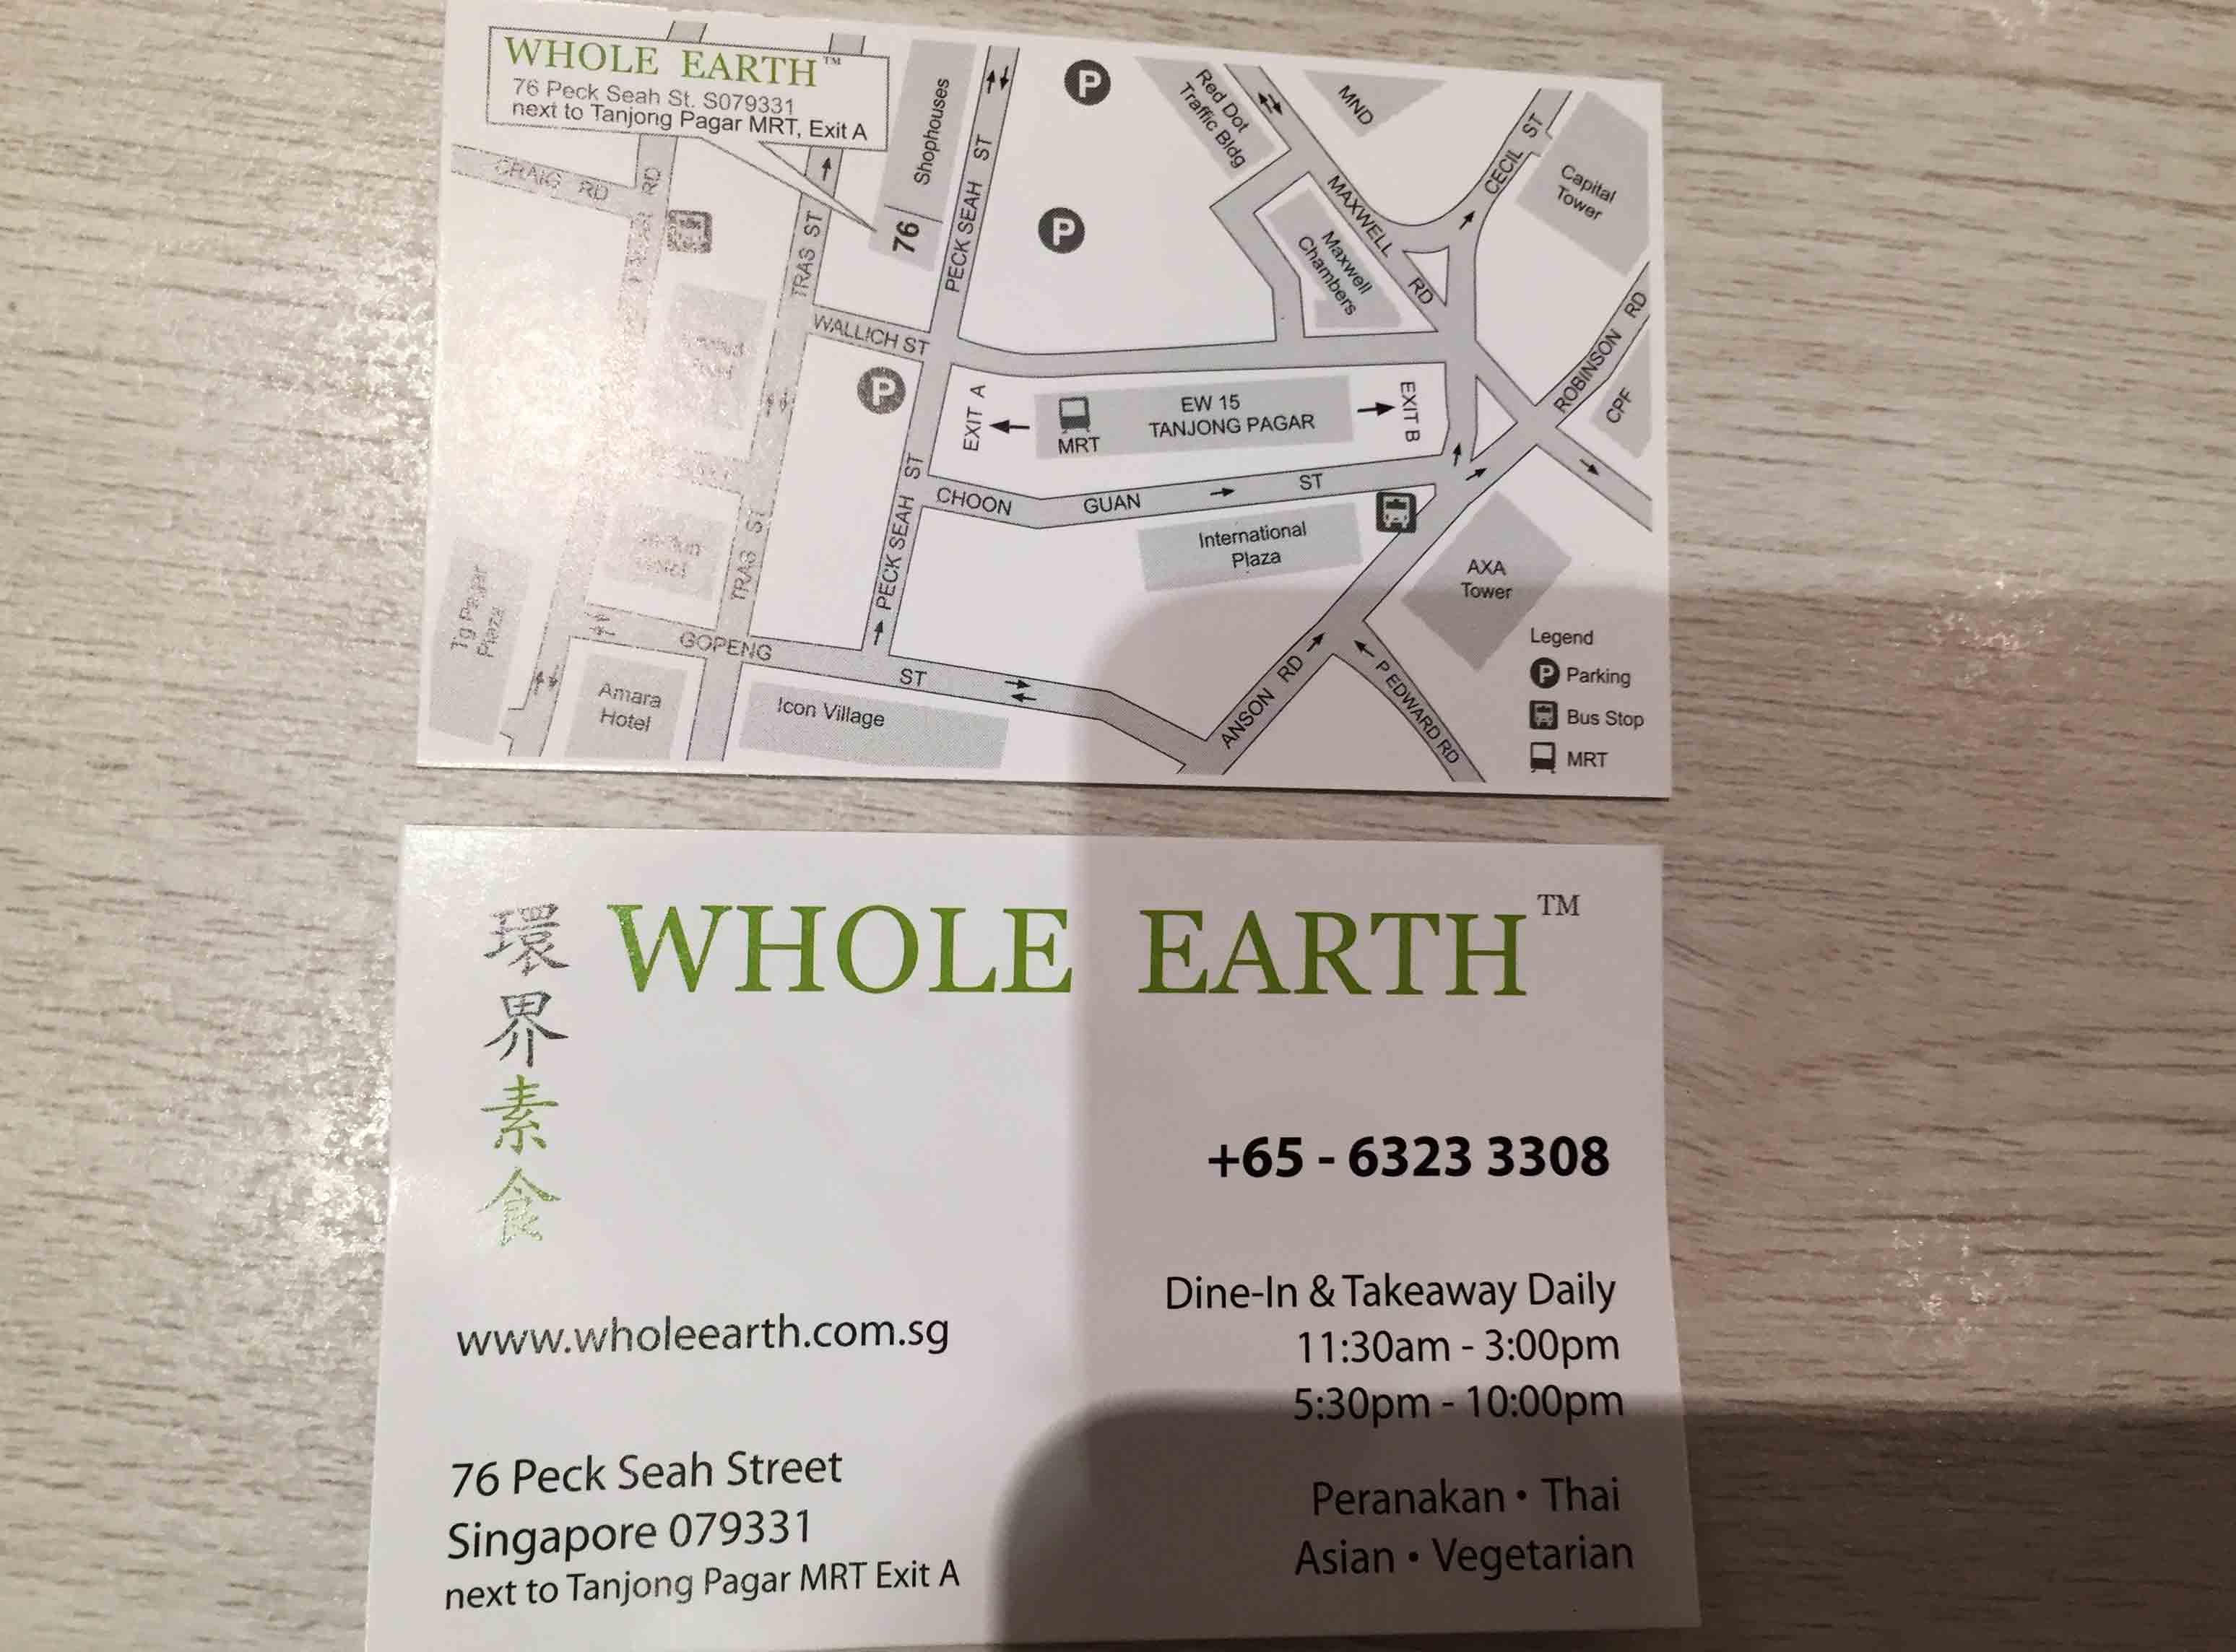 WHOLE EARTH™
76 Peck Seah St. S079331
next to Tanjong Pagar MRT, Exit A
CRAIG RD
RD
TRAS ST
Shophouses
76
PECK SEAH ST
P
P
Red Dot
Traffic Bldg
MND
MAXWELL RD
Maxwell
Chambers
CECIL ST
Capital
Tower
ROBINSON RD
CPF
WALLICH ST
P
EXIT A
MRT
EW 15
TANJONG PAGAR
EXIT B
CHOON GUAN ST
International
Plaza
PECK SEAH ST
TRAS ST
Tg Pagar
Plaza
GOPENG ST
Amara
Hotel
Icon Village
ANSON RD
P EDWARD RD
AXA
Tower
Legend
P Parking
Bus Stop
MRT
環界素食
WHOLE EARTH™
+65 - 6323 3308
Dine-In & Takeaway Daily
11:30am - 3:00pm
5:30pm - 10:00pm
www.wholeearth.com.sg
76 Peck Seah Street
Singapore 079331
next to Tanjong Pagar MRT Exit A
Peranakan • Thai
Asian • Vegetarian